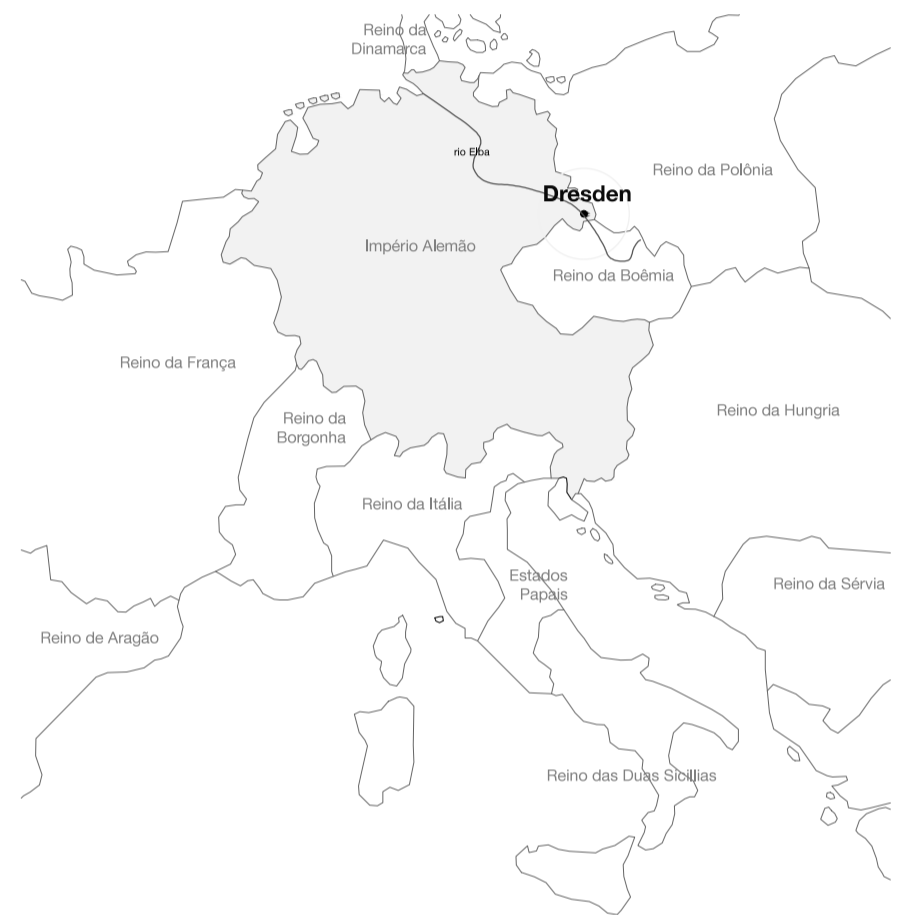 Reino da
Dinamarca
rio Elba
Reino da Polônia
Dresden
Império Alemão
Reino da Boêmia
Reino da França
Reino da
Borgonha
Reino da Hungria
Reino da Itália
Estados
Papais
Reino da Sérvia
Reino de Aragão
Reino das Duas Sicillias